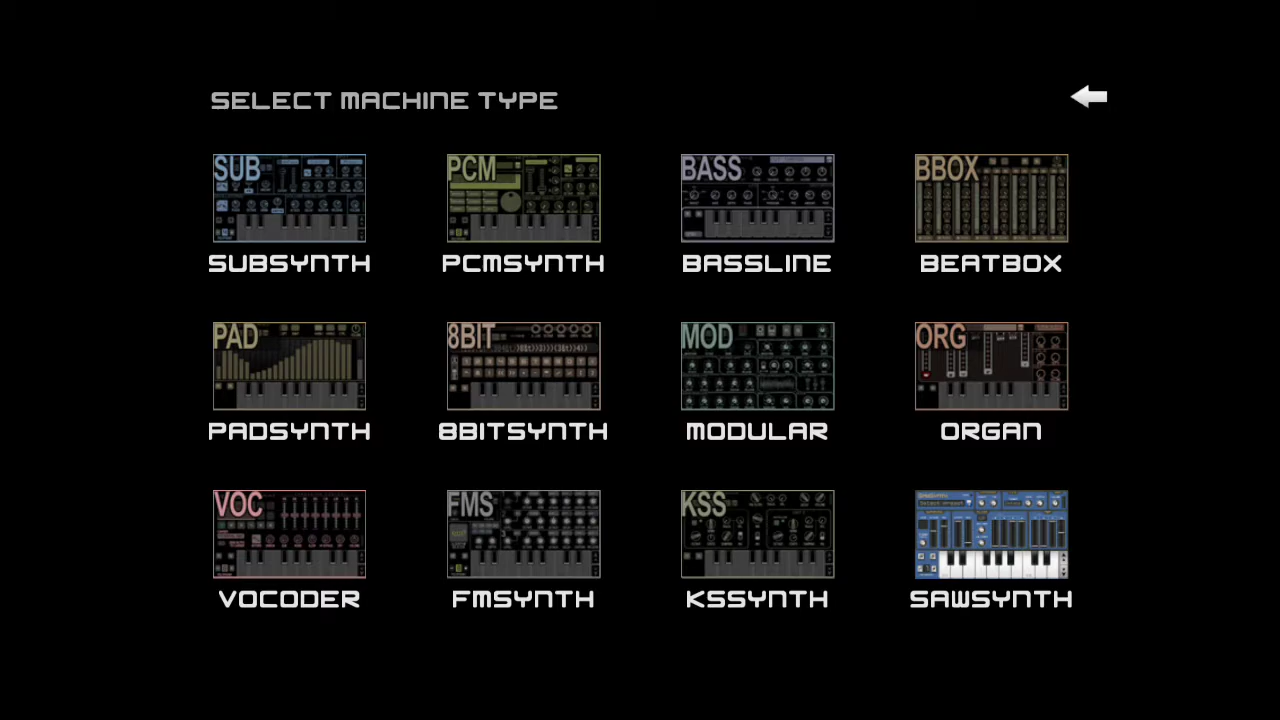 SELECT MACHINE TYPE
SUB PCM BASS BBOX
SUBSYNTH PCMSYNTH BASSLINE BEATBOX
PAD 8BIT MOD ORG
PADSYNTH 8BITSYNTH MODULAR ORGAN
VOC FMS KSS
VOCODER FMSYNTH KSSYNTH SAWSYNTH